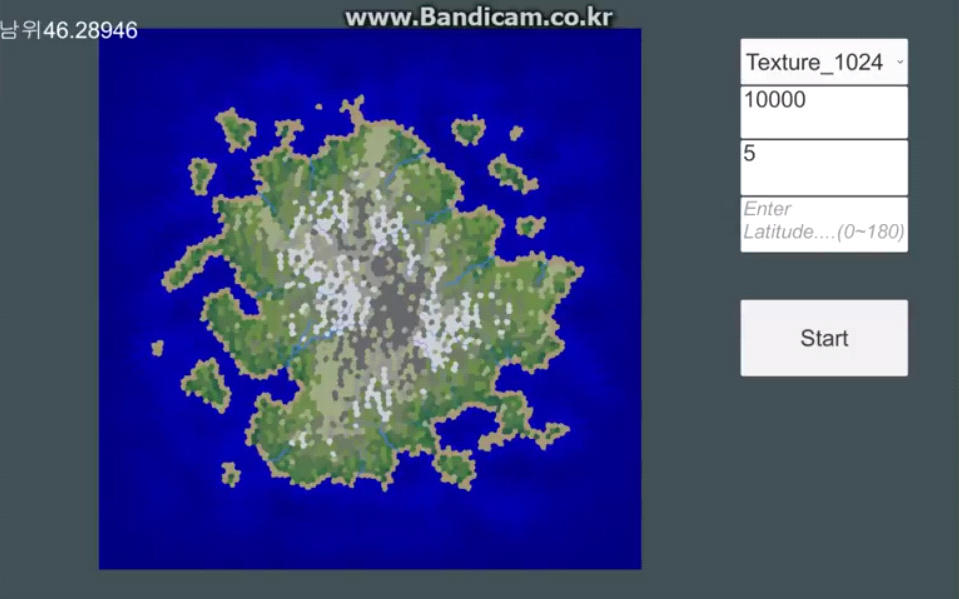 www.Bandicam.co.kr
남위46.28946
Texture_1024
10000
5
Enter
Latitude....(0~180)
Start